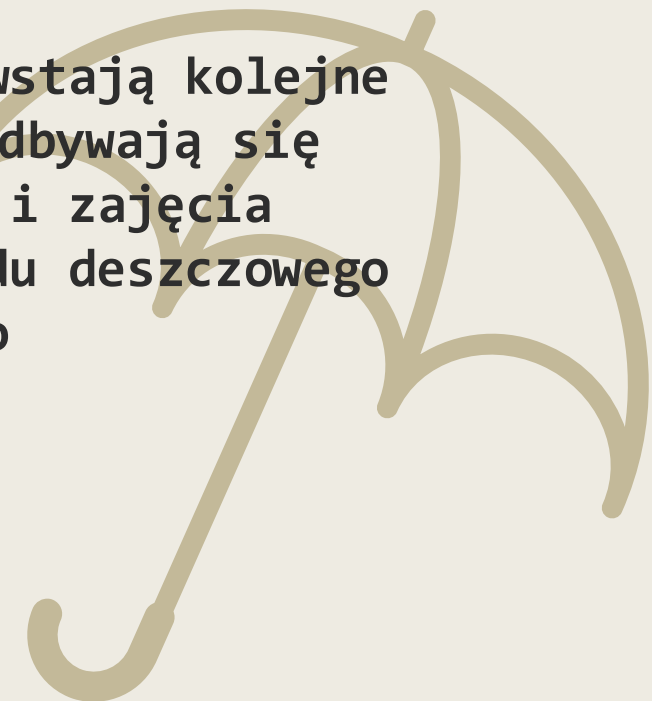 wstają kolejne
dbywają się
i zajęcia
du deszczowego
o